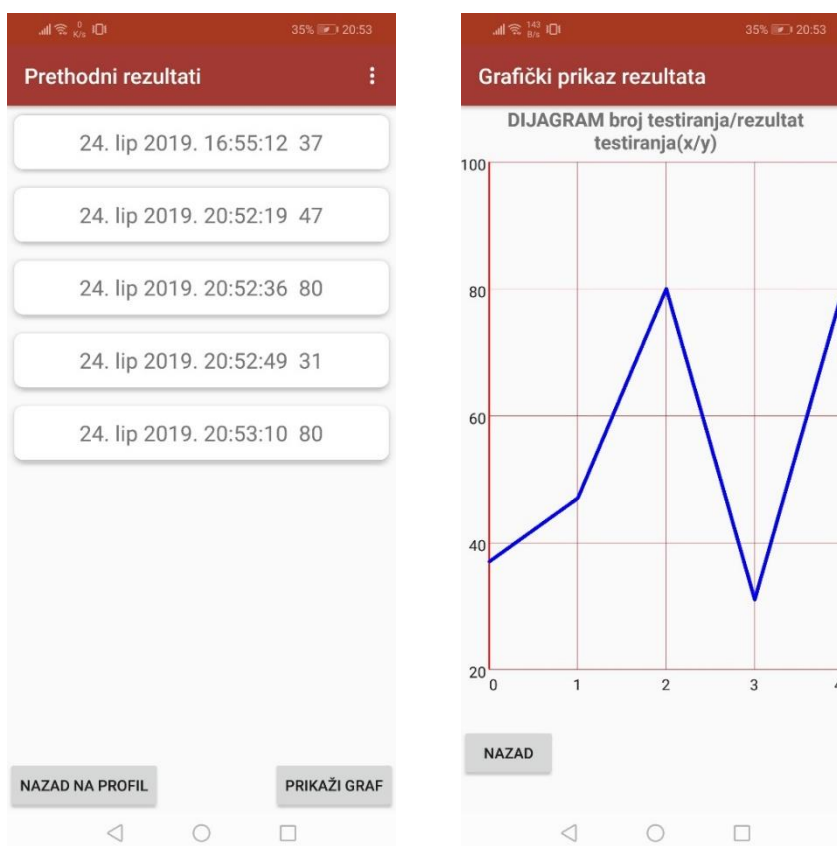 0 K/s 35% 20:53
Prethodni rezultati
24. lip 2019. 16:55:12 37
24. lip 2019. 20:52:19 47
24. lip 2019. 20:52:36 80
24. lip 2019. 20:52:49 31
24. lip 2019. 20:53:10 80
NAZAD NA PROFIL PRIKAŽI GRAF
143 B/s 35% 20:53
Grafički prikaz rezultata
DIJAGRAM broj testiranja/rezultat
testiranja(x/y)
100
80
60
40
20
0 1 2 3
NAZAD